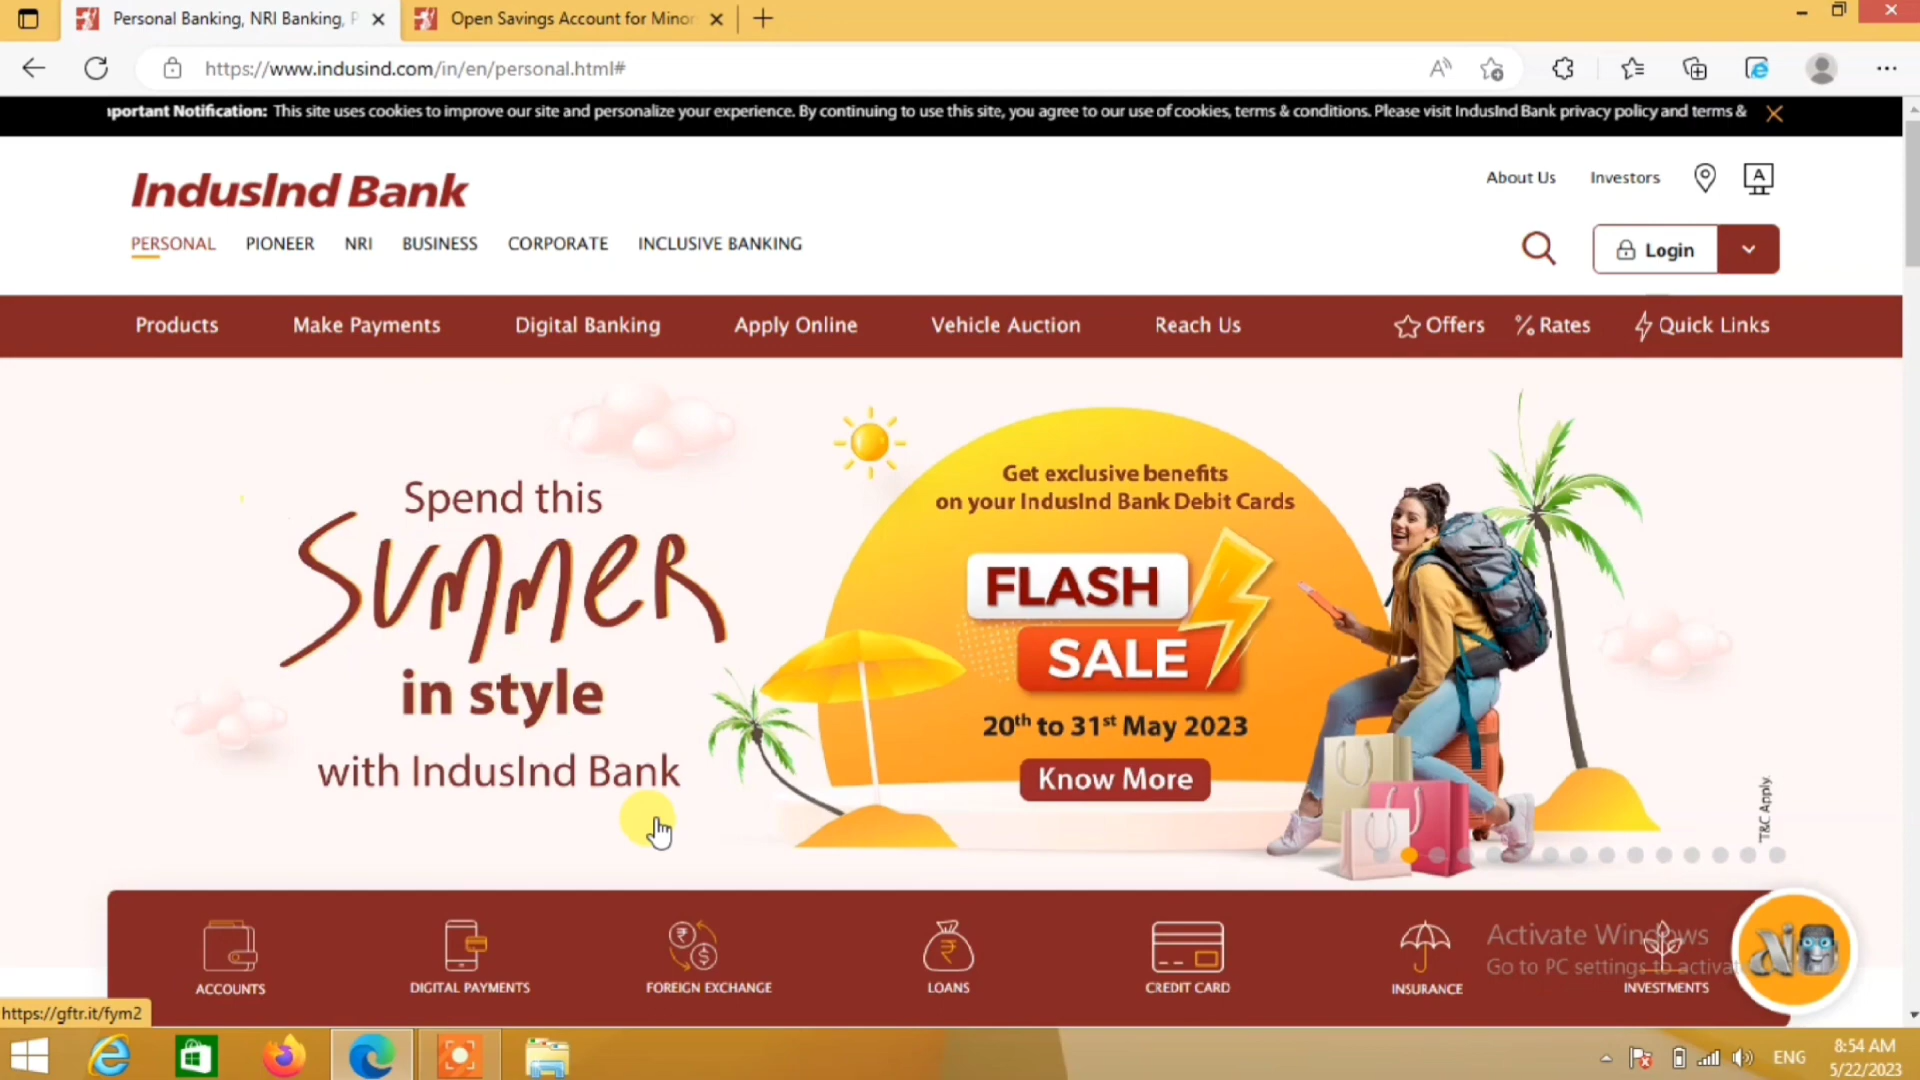 Personal Banking, NRI Banking, P
Open Savings Account for Minor
https://www.indusind.com/in/en/personal.html#
nportant Notification: This site uses cookies to improve our site and personalize your experience. By continuing to use this site, you agree to our use of cookies, terms & conditions. Please visit IndusInd Bank privacy policy and terms &
About Us Investors A
IndusInd Bank
PERSONAL PIONEER NRI BUSINESS CORPORATE INCLUSIVE BANKING
Login
Products Make Payments Digital Banking Apply Online Vehicle Auction Reach Us Offers % Rates Quick Links
Spend this
SUMMER
in style
with IndusInd Bank
Get exclusive benefits
on your IndusInd Bank Debit Cards
FLASH
SALE
20th to 31st May 2023
Know More
T&C Apply.
ACCOUNTS DIGITAL PAYMENTS FOREIGN EXCHANGE LOANS CREDIT CARD INSURANCE INVESTMENTS
Activate Windows
Go to PC settings to activat
https://gftr.it/fym2
ENG
8:54 AM
5/22/2023